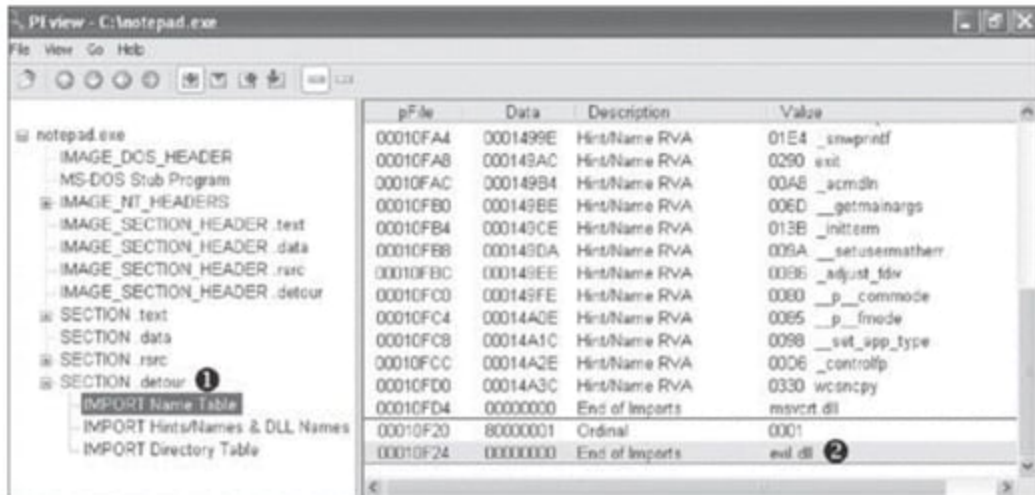 PEview - C:\notepad.exe
File View Go Help
notepad.exe
IMAGE_DOS_HEADER
MS-DOS Stub Program
IMAGE_NT_HEADERS
IMAGE_SECTION_HEADER .text
IMAGE_SECTION_HEADER .data
IMAGE_SECTION_HEADER .rsrc
IMAGE_SECTION_HEADER .detour
SECTION .text
SECTION .data
SECTION .rsrc
SECTION .detour ❶
IMPORT Name Table
IMPORT Hints/Names & DLL Names
IMPORT Directory Table
pFile Data Description Value
00010FA4 0001499E Hint/Name RVA 01E4 _snwprintf
00010FA8 000149AC Hint/Name RVA 0290 exit
00010FAC 000149B4 Hint/Name RVA 00A8 _acmdln
00010FB0 000149BE Hint/Name RVA 006D __getmainargs
00010FB4 000149CE Hint/Name RVA 013B _initterm
00010FB8 000149DA Hint/Name RVA 009A __setusermatherr
00010FBC 000149EE Hint/Name RVA 0086 _adjust_fdiv
00010FC0 000149FE Hint/Name RVA 0080 __p__commode
00010FC4 00014A0E Hint/Name RVA 0085 __p__fmode
00010FC8 00014A1C Hint/Name RVA 0098 __set_app_type
00010FCC 00014A2E Hint/Name RVA 00D6 _controlfp
00010FD0 00014A3C Hint/Name RVA 0330 wcsncpy
00010FD4 00000000 End of Imports msvcrt.dll
00010F20 80000001 Ordinal 0001
00010F24 00000000 End of Imports evil.dll ❷